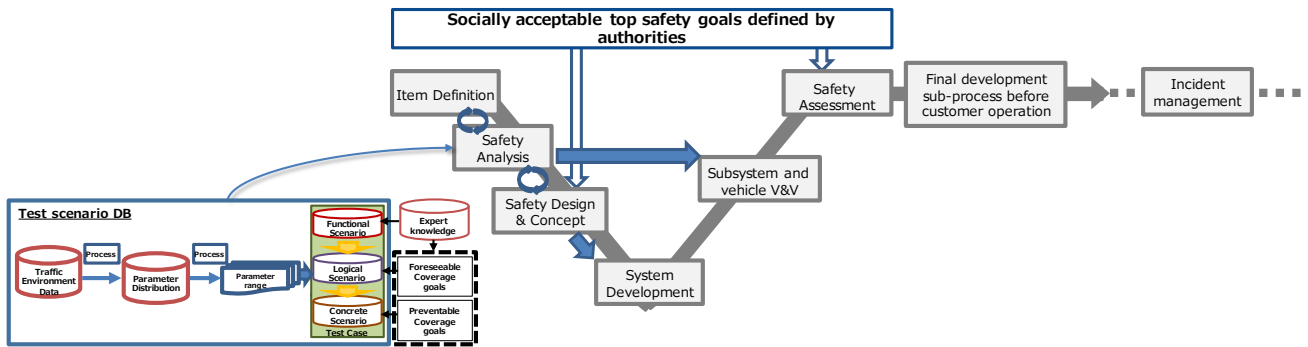 Socially acceptable top safety goals defined by
authorities
Item Definition
Safety
Analysis
Safety Design
& Concept
System
Development
Subsystem and
vehicle V&V
Safety
Assessment
Final development
sub-process before
customer operation
Incident
management
Test scenario DB
Traffic
Environment
Data
Process
Parameter
Distribution
Process
Parameter
range
Functional
Scenario
Logical
Scenario
Concrete
Scenario
Test Case
Expert
knowledge
Foreseeable
Coverage
goals
Preventable
Coverage
goals